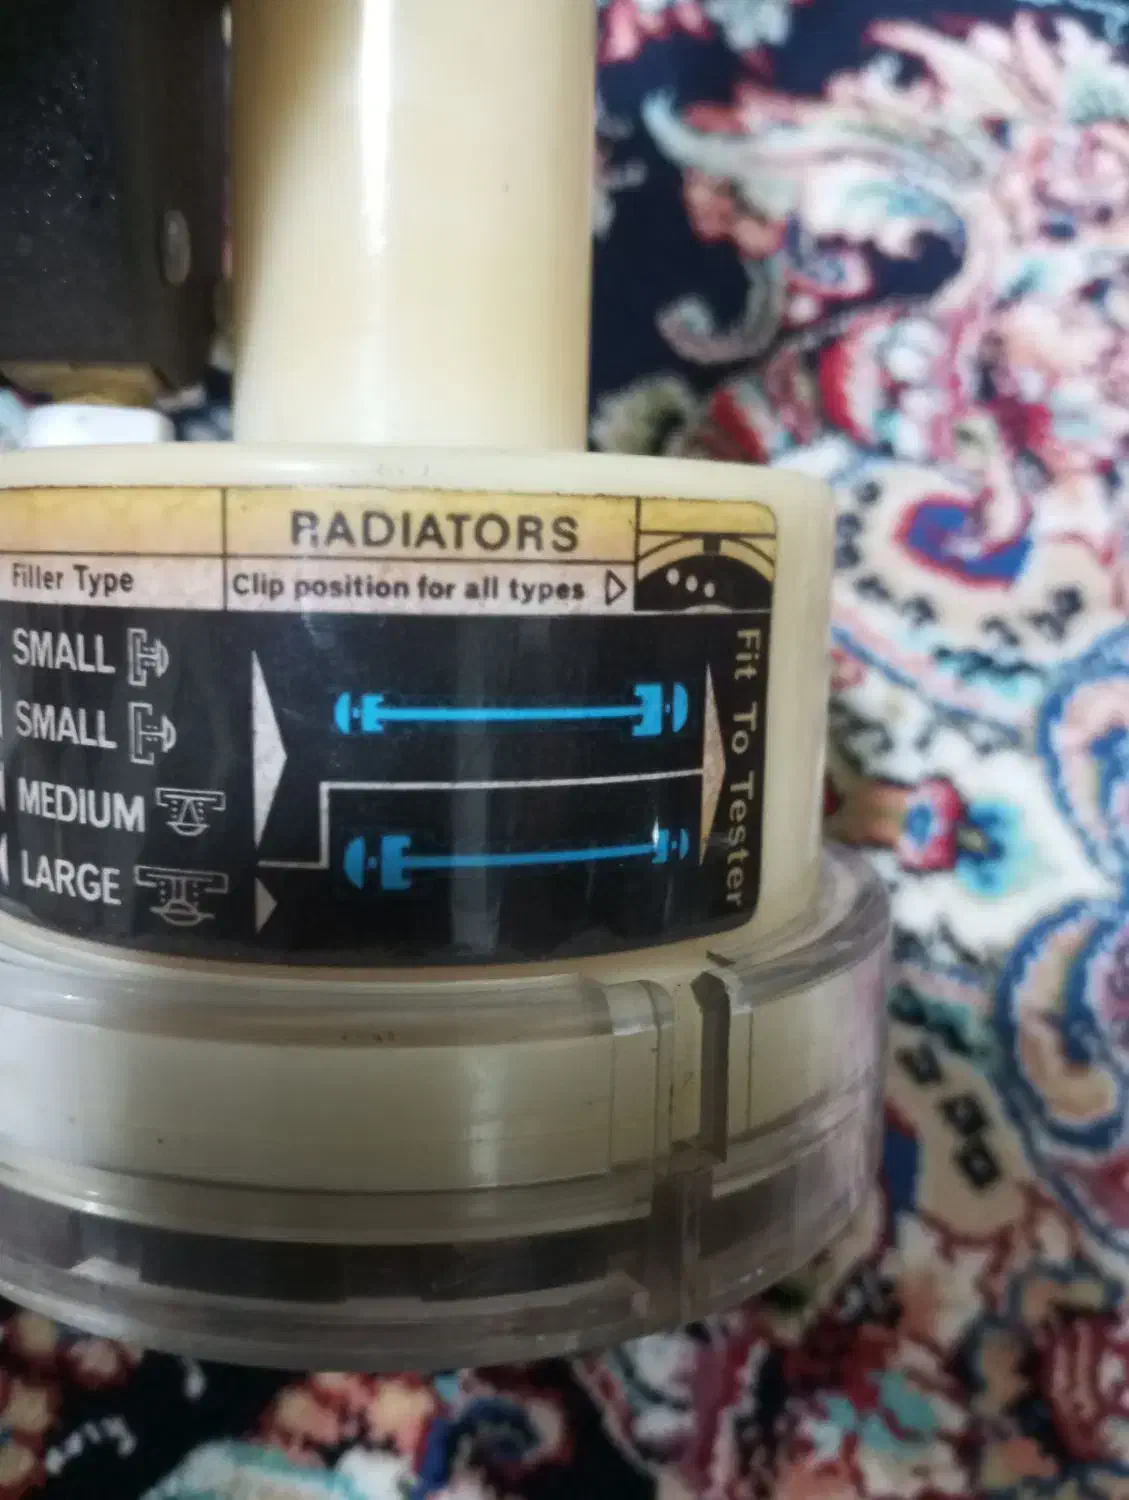 RADIATORS
Filler Type
Clip position for all types
SMALL
SMALL
MEDIUM
LARGE
Fit To Tester